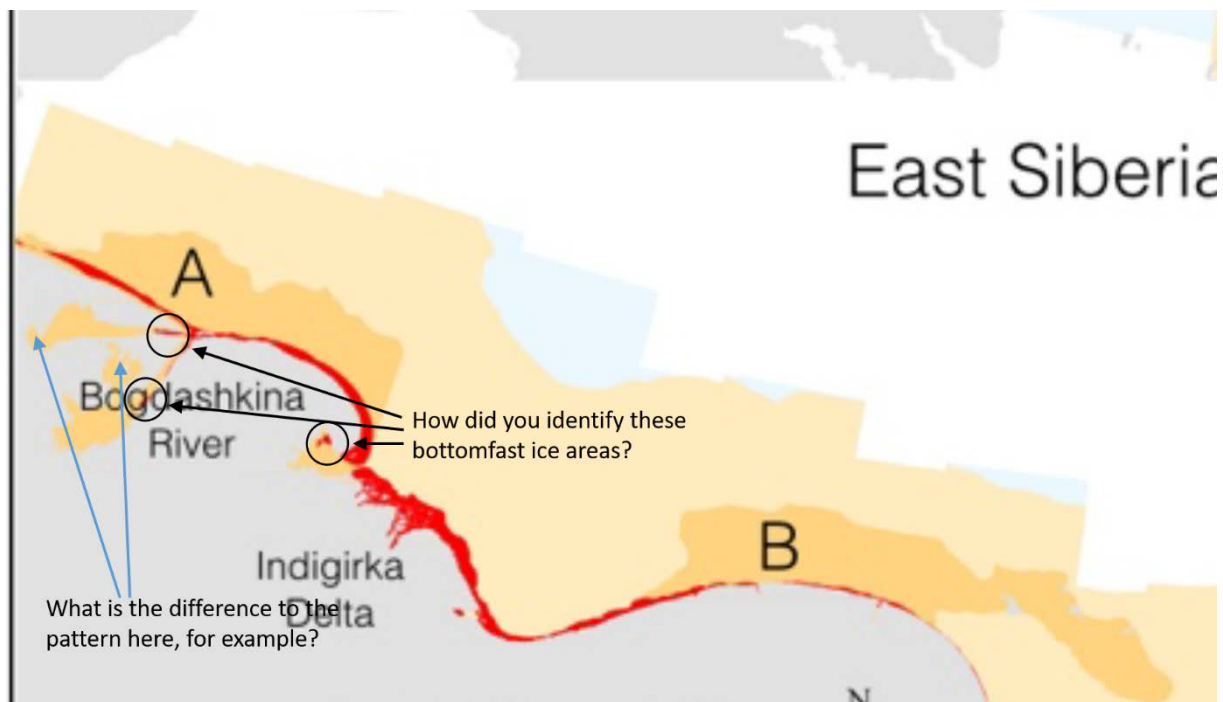 East Siberia
A
Bogdashkina
River
How did you identify these
bottomfast ice areas?
B
Indigirka
Delta
What is the difference to the
pattern here, for example?
N